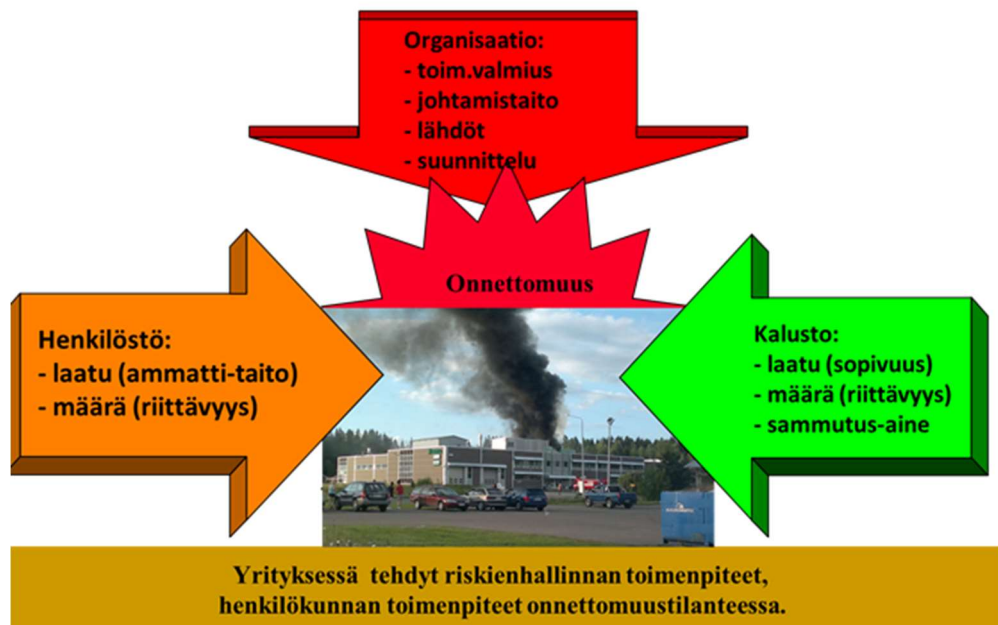 Organisaatio:
- toim.valmius
- johtamistaito
- lähdöt
- suunnittelu
Onnettomuus
Henkilöstö:
- laatu (ammatti-taito)
- määrä (riittävyys)
Kalusto:
- laatu (sopivuus)
- määrä (riittävyys)
- sammutus-aine
Yrityksessä tehdyt riskienhallinnan toimenpiteet,
henkilökunnan toimenpiteet onnettomuustilanteessa.